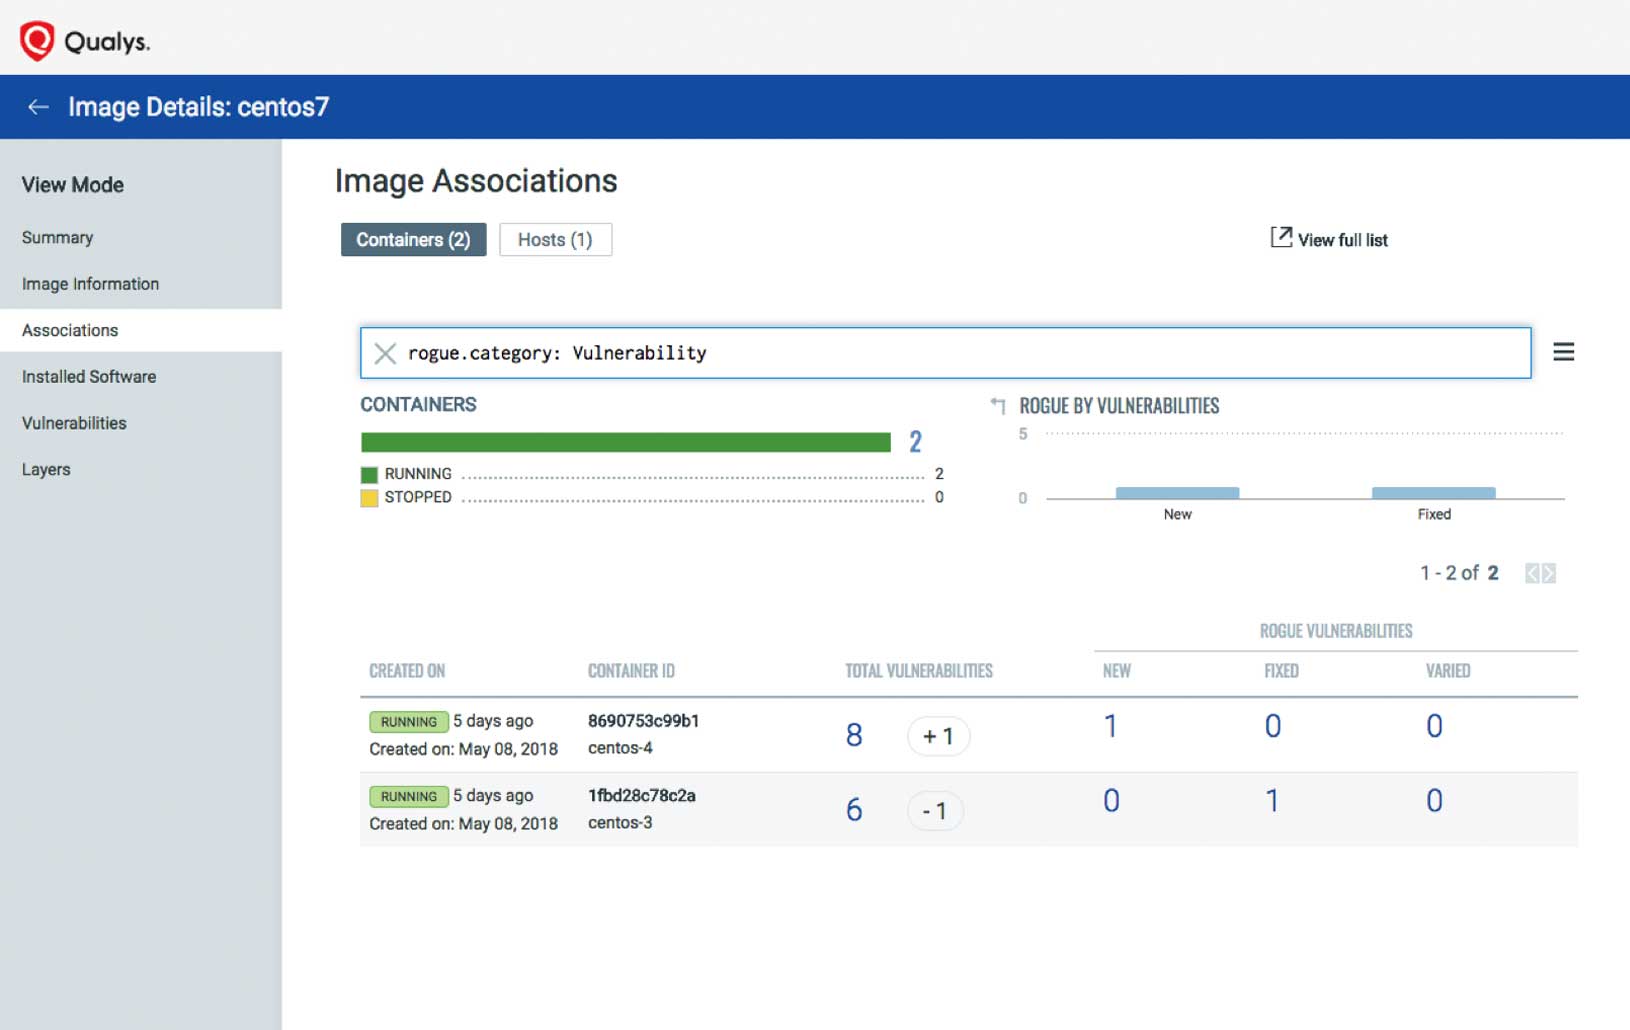 Qualys.
Image Details: centos7
View Mode
Summary
Image Information
Associations
Installed Software
Vulnerabilities
Layers
Image Associations
Containers (2)
Hosts (1)
View full list
rogue.category: Vulnerability
CONTAINERS
2
RUNNING 2
STOPPED 0
ROGUE BY VULNERABILITIES
5
0
New Fixed
1 - 2 of 2
ROGUE VULNERABILITIES
CREATED ON CONTAINER ID TOTAL VULNERABILITIES NEW FIXED VARIED
RUNNING 5 days ago 8690753c99b1 8 + 1 1 0 0
Created on: May 08, 2018 centos-4
RUNNING 5 days ago 1fbd28c78c2a 6 - 1 0 1 0
Created on: May 08, 2018 centos-3